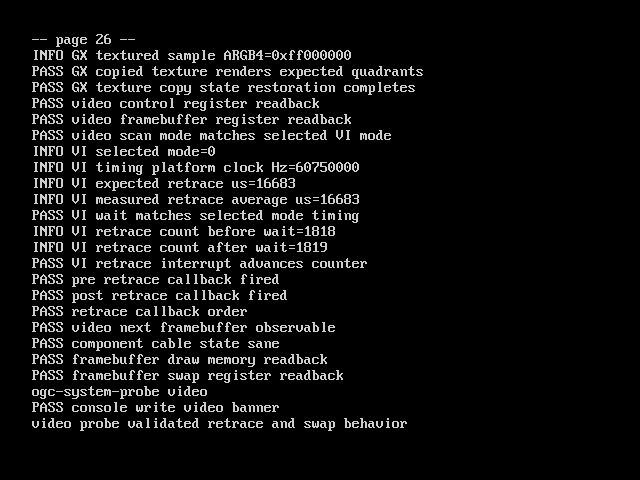 -- page 26 --
INFO GX textured sample ARGB4=0xff000000
PASS GX copied texture renders expected quadrants
PASS GX texture copy state restoration completes
PASS video control register readback
PASS video framebuffer register readback
PASS video scan mode matches selected VI mode
INFO VI selected mode=0
INFO VI timing platform clock Hz=60750000
INFO VI expected retrace us=16683
INFO VI measured retrace average us=16683
PASS VI wait matches selected mode timing
INFO VI retrace count before wait=1818
INFO VI retrace count after wait=1819
PASS VI retrace interrupt advances counter
PASS pre retrace callback fired
PASS post retrace callback fired
PASS retrace callback order
PASS video next framebuffer observable
PASS component cable state sane
PASS framebuffer draw memory readback
PASS framebuffer swap register readback
ogc-system-probe video
PASS console write video banner
video probe validated retrace and swap behavior